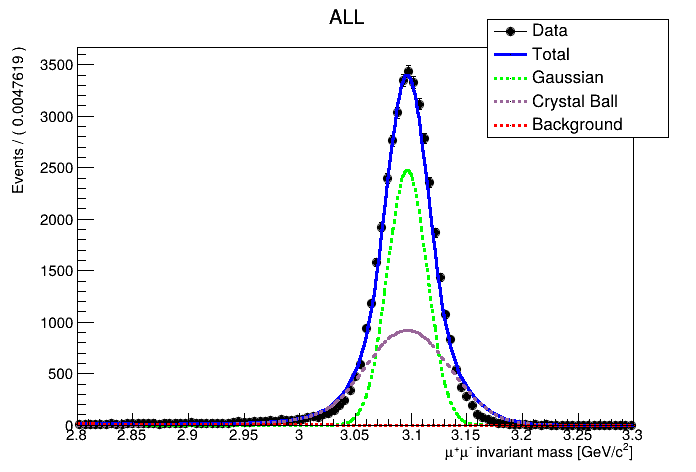 ALL
Data
Total
Gaussian
Crystal Ball
Background
Events / ( 0.0047619 )
3500
3000
2500
2000
1500
1000
500
0
2.8 2.85 2.9 2.95 3 3.05 3.1 3.15 3.2 3.25 3.3
μ⁺μ⁻ invariant mass [GeV/c²]